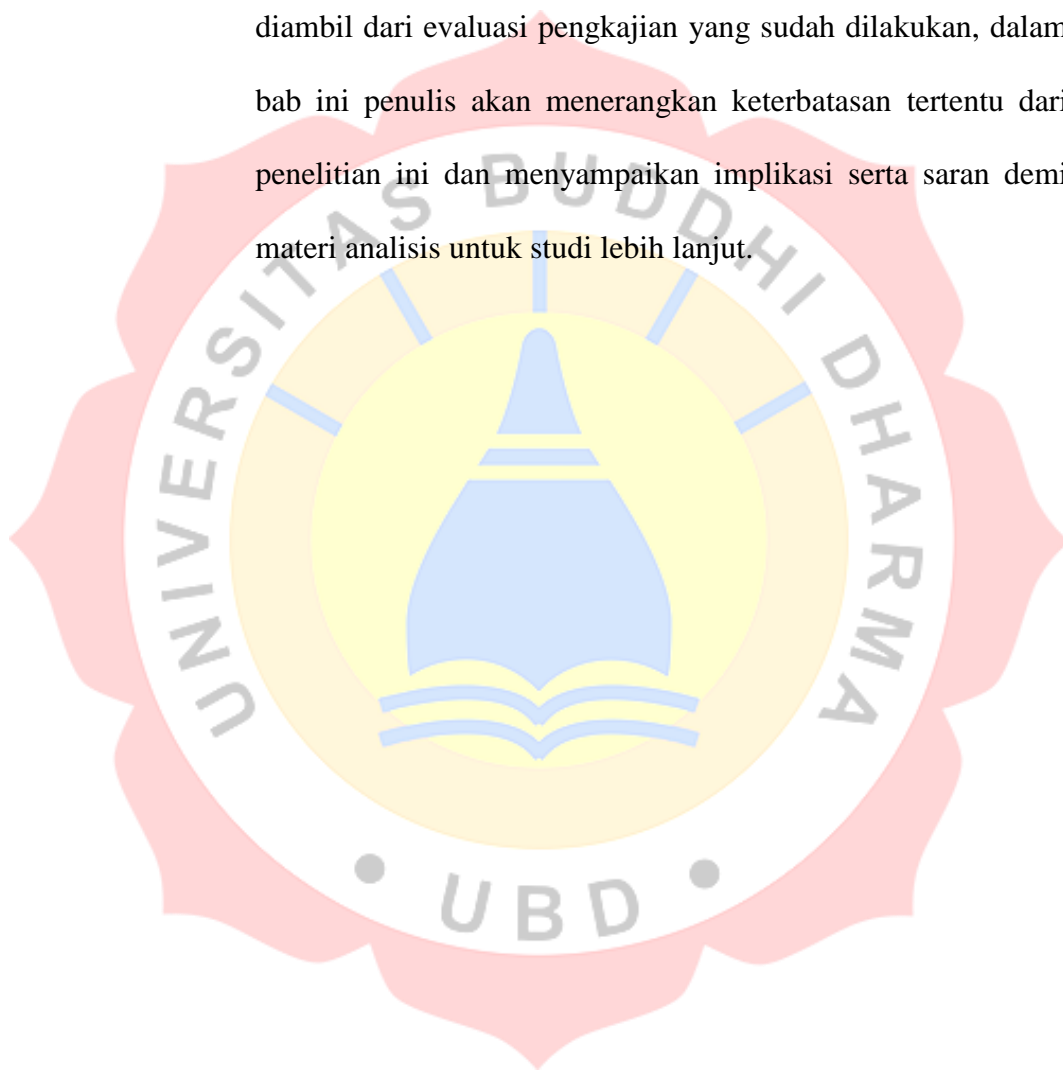 diambil dari evaluasi pengkajian yang sudah dilakukan, dalam
bab ini penulis akan menerangkan keterbatasan tertentu dari
penelitian ini dan menyampaikan implikasi serta saran demi
materi analisis untuk studi lebih lanjut.
UNIVERSITAS BUDDHI DHARMA
• UBD •